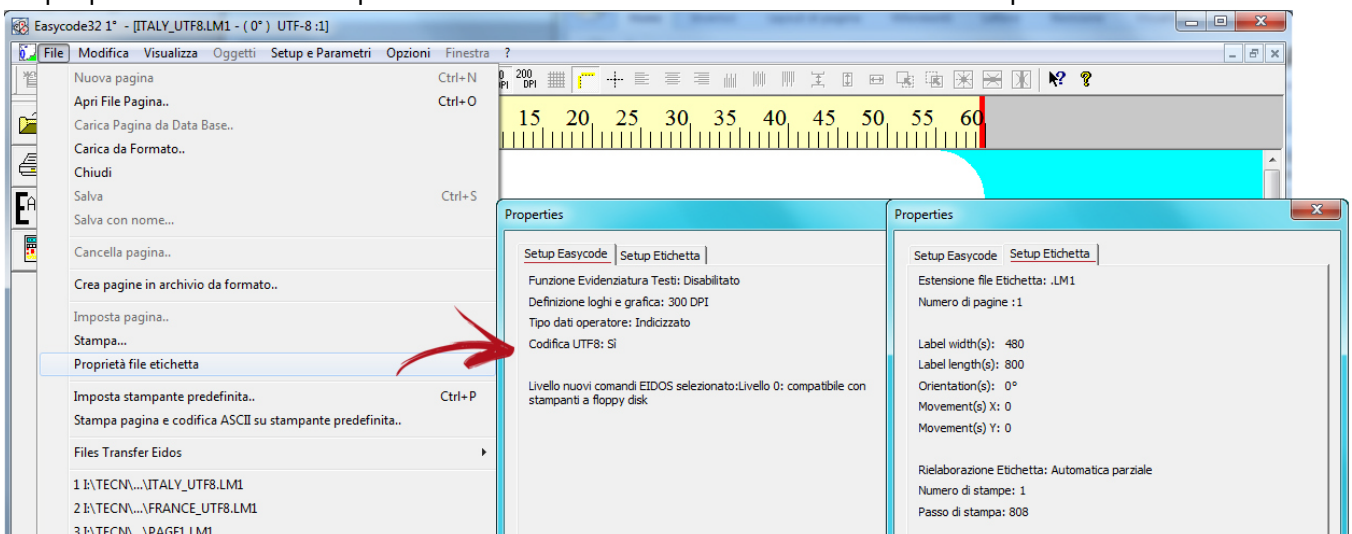 Easycode32 1° - [ITALY_UTF8.LM1 - ( 0° ) UTF-8 :1]
File Modifica Visualizza Oggetti Setup e Parametri Opzioni Finestra ?
Nuova pagina Ctrl+N
Apri File Pagina.. Ctrl+O
Carica Pagina da Data Base..
Carica da Formato..
Chiudi
Salva Ctrl+S
Salva con nome...
Cancella pagina..
Crea pagine in archivio da formato..
Imposta pagina..
Stampa...
Proprietà file etichetta
Imposta stampante predefinita.. Ctrl+P
Stampa pagina e codifica ASCII su stampante predefinita..
Files Transfer Eidos
1 I:\TECN\...\ITALY_UTF8.LM1
2 I:\TECN\...\FRANCE_UTF8.LM1
3 I:\TECN\...\PAGE1.LM1
200 DPI
15 20 25 30 35 40 45 50 55 60
Properties
Setup Easycode Setup Etichetta
Funzione Evidenziatura Testi: Disabilitato
Definizione loghi e grafica: 300 DPI
Tipo dati operatore: Indicizzato
Codifica UTF8: Sì
Livello nuovi comandi EIDOS selezionato:Livello 0: compatibile con
stampanti a floppy disk
Properties
Setup Easycode Setup Etichetta
Estensione file Etichetta: .LM1
Numero di pagine :1
Label width(s): 480
Label length(s): 800
Orientation(s): 0°
Movement(s) X: 0
Movement(s) Y: 0
Rielaborazione Etichetta: Automatica parziale
Numero di stampe: 1
Passo di stampa: 808